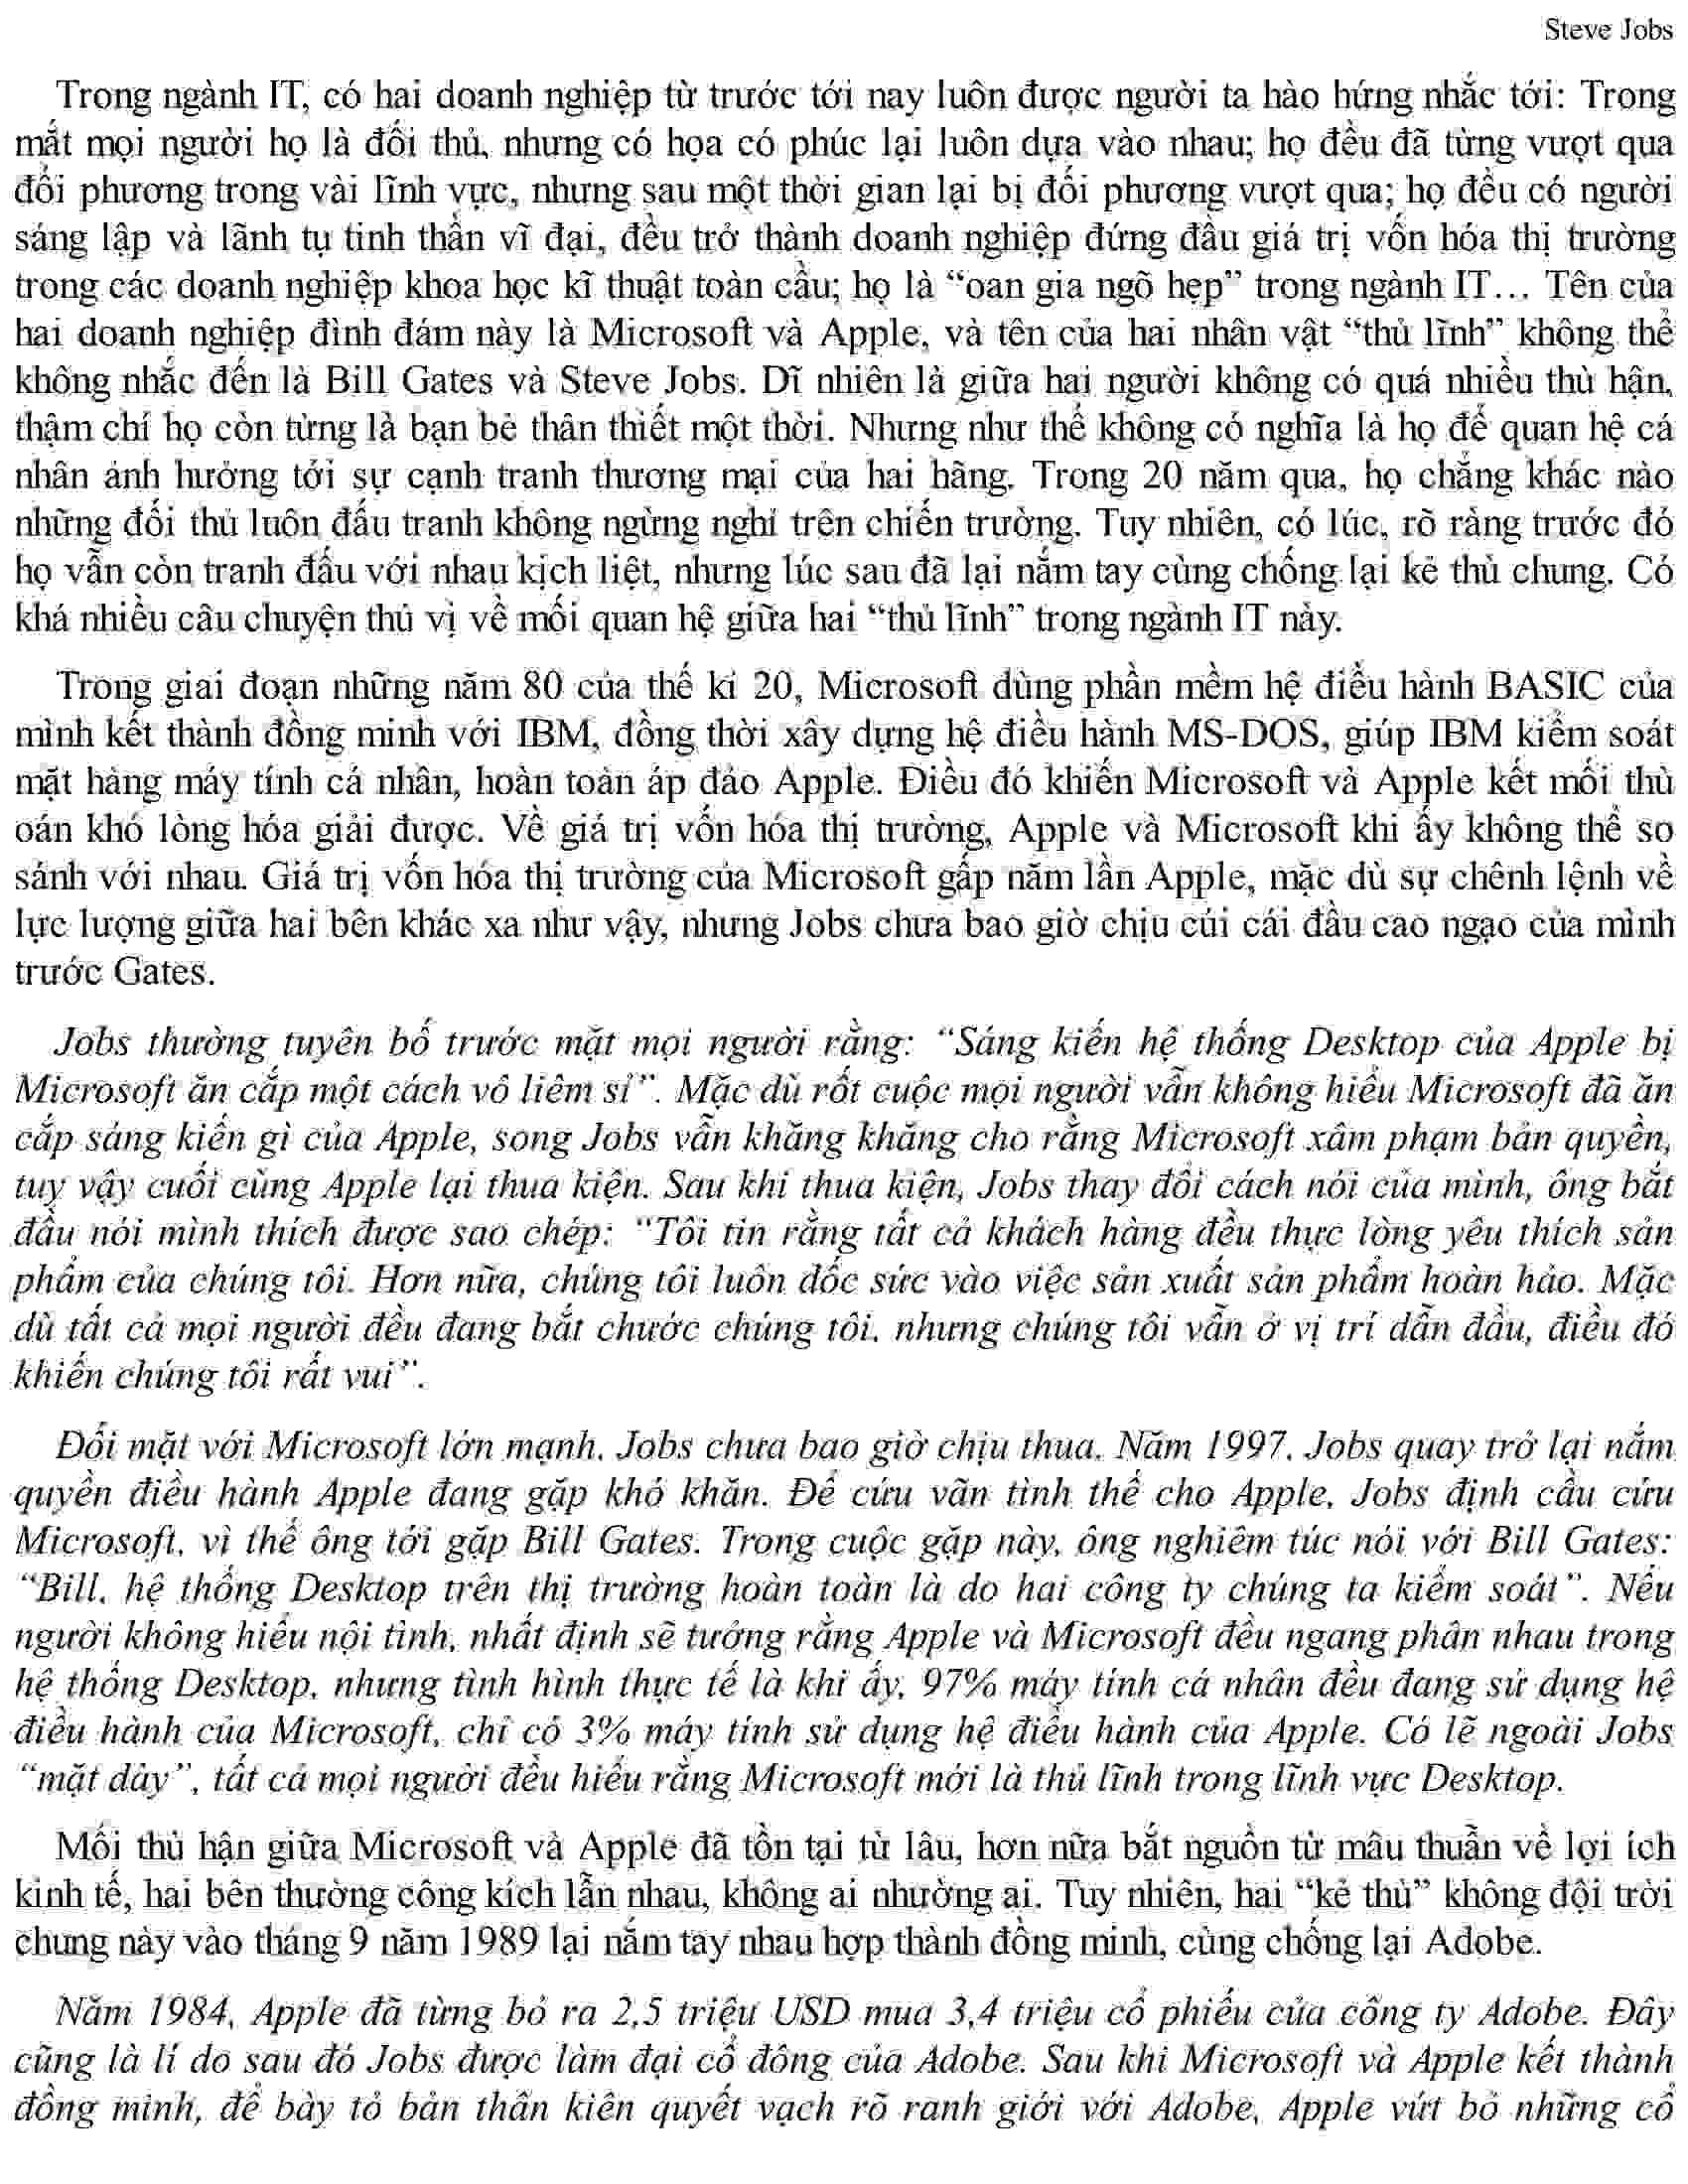 Steve Jobs
Trong ngành IT, có hai doanh nghiệp từ trước tới nay luôn được người ta hào hứng nhắc tới: Trong
mắt mọi người họ là đối thủ, nhưng có họa có phúc lại luôn dựa vào nhau; họ đều đã từng vượt qua
đối phương trong vài lĩnh vực, nhưng sau một thời gian lại bị đối phương vượt qua; họ đều có người
sáng lập và lãnh tụ tinh thần vĩ đại, đều trở thành doanh nghiệp đứng đầu giá trị vốn hóa thị trường
trong các doanh nghiệp khoa học kĩ thuật toàn cầu; họ là “oan gia ngõ hẹp” trong ngành IT… Tên của
hai doanh nghiệp đình đám này là Microsoft và Apple, và tên của hai nhân vật “thủ lĩnh” không thể
không nhắc đến là Bill Gates và Steve Jobs. Dĩ nhiên là giữa hai người không có quá nhiều thù hận,
thậm chí họ còn từng là bạn bè thân thiết một thời. Nhưng như thế không có nghĩa là họ để quan hệ cá
nhân ảnh hưởng tới sự cạnh tranh thương mại của hai hãng. Trong 20 năm qua, họ chẳng khác nào
những đối thủ luôn đấu tranh không ngừng nghỉ trên chiến trường. Tuy nhiên, có lúc, rõ ràng trước đó
họ vẫn còn tranh đấu với nhau kịch liệt, nhưng lúc sau đã lại nắm tay cùng chống lại kẻ thù chung. Có
khá nhiều câu chuyện thú vị về mối quan hệ giữa hai “thủ lĩnh” trong ngành IT này.
Trong giai đoạn những năm 80 của thế kỉ 20, Microsoft dùng phần mềm hệ điều hành BASIC của
mình kết thành đồng minh với IBM, đồng thời xây dựng hệ điều hành MS-DOS, giúp IBM kiểm soát
mặt hàng máy tính cá nhân, hoàn toàn áp đảo Apple. Điều đó khiến Microsoft và Apple kết mối thù
oán khó lòng hóa giải được. Về giá trị vốn hóa thị trường, Apple và Microsoft khi ấy không thể so
sánh với nhau. Giá trị vốn hóa thị trường của Microsoft gấp năm lần Apple, mặc dù sự chênh lệnh về
lực lượng giữa hai bên khác xa như vậy, nhưng Jobs chưa bao giờ chịu cúi cái đầu cao ngạo của mình
trước Gates.
Jobs thường tuyên bố trước mặt mọi người rằng: “Sáng kiến hệ thống Desktop của Apple bị
Microsoft ăn cắp một cách vô liêm sỉ”. Mặc dù rốt cuộc mọi người vẫn không hiểu Microsoft đã ăn
cắp sáng kiến gì của Apple, song Jobs vẫn khăng khăng cho rằng Microsoft xâm phạm bản quyền,
tuy vậy cuối cùng Apple lại thua kiện. Sau khi thua kiện, Jobs thay đổi cách nói của mình, ông bắt
đầu nói mình thích được sao chép: “Tôi tin rằng tất cả khách hàng đều thực lòng yêu thích sản
phẩm của chúng tôi. Hơn nữa, chúng tôi luôn dốc sức vào việc sản xuất sản phẩm hoàn hảo. Mặc
dù tất cả mọi người đều đang bắt chước chúng tôi, nhưng chúng tôi vẫn ở vị trí dẫn đầu, điều đó
khiến chúng tôi rất vui”.
Đối mặt với Microsoft lớn mạnh, Jobs chưa bao giờ chịu thua. Năm 1997, Jobs quay trở lại nắm
quyền điều hành Apple đang gặp khó khăn. Để cứu vãn tình thế cho Apple, Jobs định cầu cứu
Microsoft, vì thế ông tới gặp Bill Gates. Trong cuộc gặp này, ông nghiêm túc nói với Bill Gates:
“Bill, hệ thống Desktop trên thị trường hoàn toàn là do hai công ty chúng ta kiểm soát”. Nếu
người không hiểu nội tình, nhất định sẽ tưởng rằng Apple và Microsoft đều ngang phân nhau trong
hệ thống Desktop, nhưng tình hình thực tế là khi ấy, 97% máy tính cá nhân đều đang sử dụng hệ
điều hành của Microsoft, chỉ có 3% máy tính sử dụng hệ điều hành của Apple. Có lẽ ngoài Jobs
“mặt dày”, tất cả mọi người đều hiểu rằng Microsoft mới là thủ lĩnh trong lĩnh vực Desktop.
Mối thù hận giữa Microsoft và Apple đã tồn tại từ lâu, hơn nữa bắt nguồn từ mâu thuẫn về lợi ích
kinh tế, hai bên thường công kích lẫn nhau, không ai nhường ai. Tuy nhiên, hai “kẻ thù” không đội trời
chung này vào tháng 9 năm 1989 lại nắm tay nhau hợp thành đồng minh, cùng chống lại Adobe.
Năm 1984, Apple đã từng bỏ ra 2,5 triệu USD mua 3,4 triệu cổ phiếu của công ty Adobe. Đây
cũng là lí do sau đó Jobs được làm đại cổ đông của Adobe. Sau khi Microsoft và Apple kết thành
đồng minh, để bày tỏ bản thân kiên quyết vạch rõ ranh giới với Adobe, Apple vứt bỏ những cổ